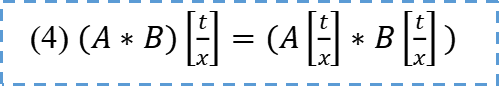 (4) (A ∗ B) [t/x] = (A [t/x] ∗ B [t/x] )